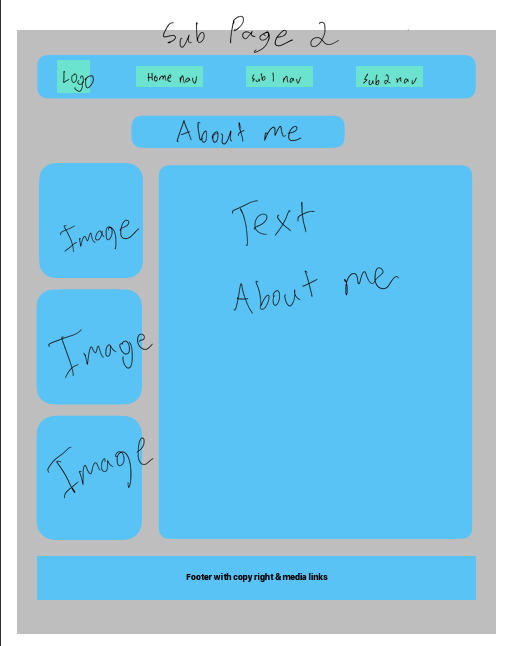 Sub Page 2
Logo Home nav Sub 1 nav Sub 2 nav
About me
Image
Image
Image
Text
About me
Footer with copy right & media links